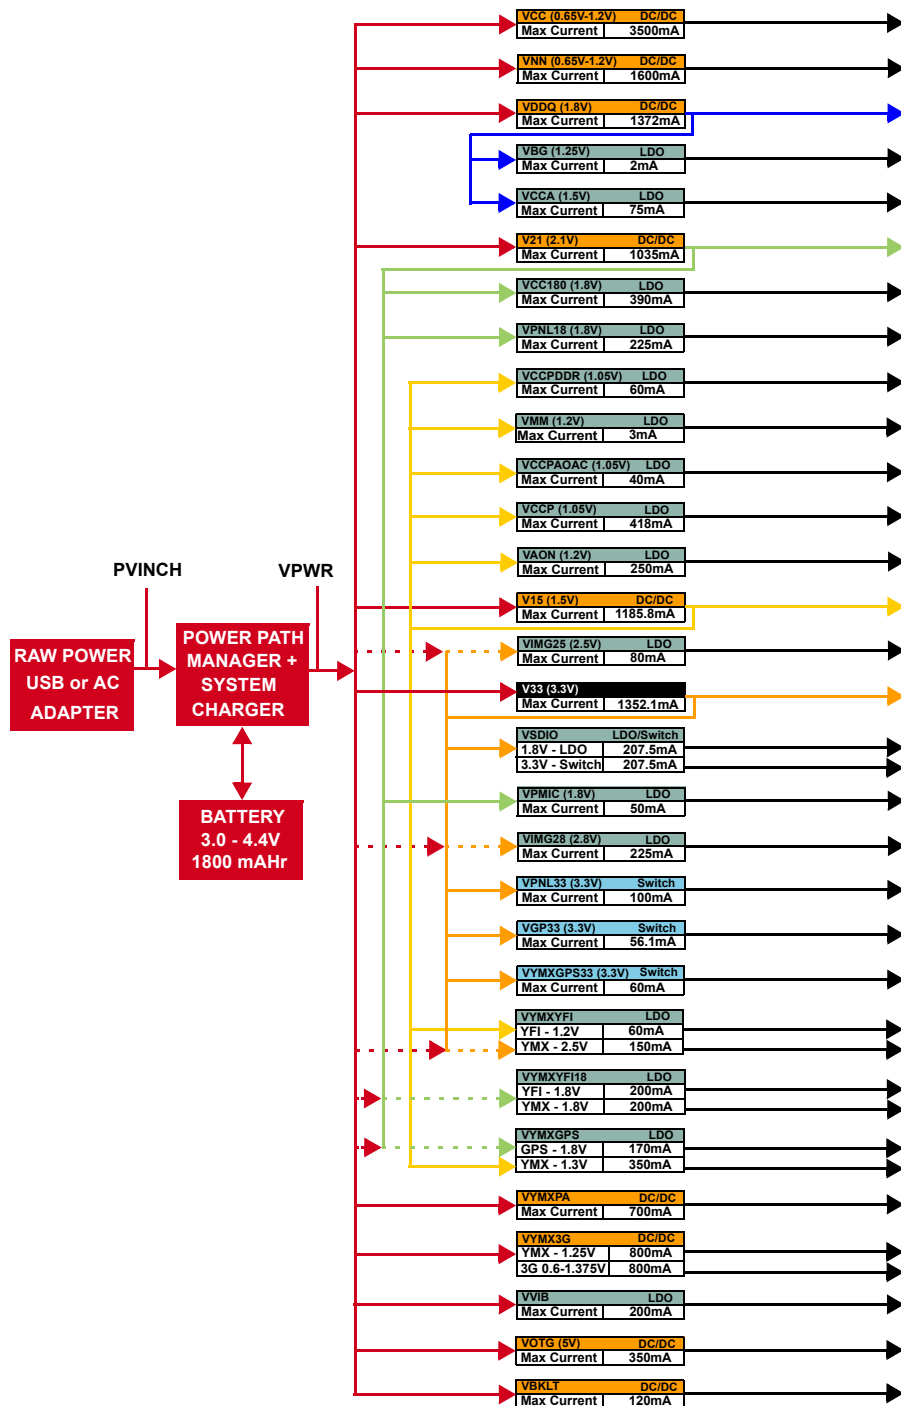 VCC (0.65V-1.2V) DC/DC
Max Current 3500mA
VNN (0.65V-1.2V) DC/DC
Max Current 1600mA
VDDQ (1.8V) DC/DC
Max Current 1372mA
VBG (1.25V) LDO
Max Current 2mA
VCCA (1.5V) LDO
Max Current 75mA
V21 (2.1V) DC/DC
Max Current 1035mA
VCC180 (1.8V) LDO
Max Current 390mA
VPNL18 (1.8V) LDO
Max Current 225mA
VCCPDDR (1.05V) LDO
Max Current 60mA
VMM (1.2V) LDO
Max Current 3mA
VCCPAOAC (1.05V) LDO
Max Current 40mA
VCCP (1.05V) LDO
Max Current 418mA
VAON (1.2V) LDO
Max Current 250mA
V15 (1.5V) DC/DC
Max Current 1185.8mA
VIMG25 (2.5V) LDO
Max Current 80mA
V33 (3.3V)
Max Current 1352.1mA
VSDIO LDO/Switch
1.8V - LDO 207.5mA
3.3V - Switch 207.5mA
VPMIC (1.8V) LDO
Max Current 50mA
VIMG28 (2.8V) LDO
Max Current 225mA
VPNL33 (3.3V) Switch
Max Current 100mA
VGP33 (3.3V) Switch
Max Current 56.1mA
VYMXGPS33 (3.3V) Switch
Max Current 60mA
VYMXYFI LDO
YFI - 1.2V 60mA
YMX - 2.5V 150mA
VYMXYFI18 LDO
YFI - 1.8V 200mA
YMX - 1.8V 200mA
VYMXGPS LDO
GPS - 1.8V 170mA
YMX - 1.3V 350mA
VYMXPA DC/DC
Max Current 700mA
VYMX3G DC/DC
YMX - 1.25V 800mA
3G 0.6-1.375V 800mA
VVIB LDO
Max Current 200mA
VOTG (5V) DC/DC
Max Current 350mA
VBKLT DC/DC
Max Current 120mA
PVINCH
VPWR
RAW POWER
USB or AC
ADAPTER
POWER PATH
MANAGER +
SYSTEM
CHARGER
BATTERY
3.0 - 4.4V
1800 mAHr